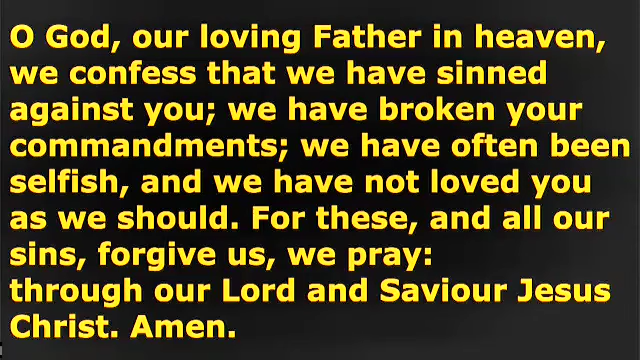 O God, our loving Father in heaven,
we confess that we have sinned
against you; we have broken your
commandments; we have often been
selfish, and we have not loved you
as we should. For these, and all our
sins, forgive us, we pray:
through our Lord and Saviour Jesus
Christ. Amen.